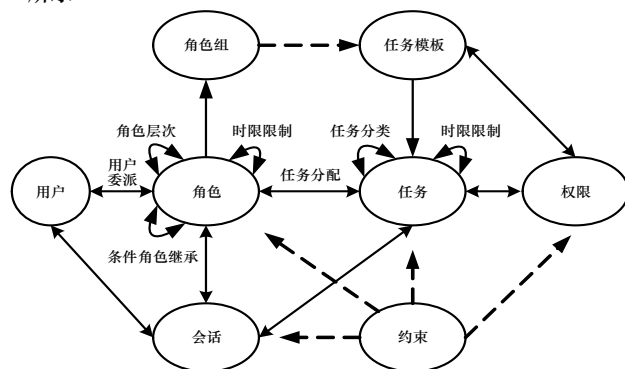 角色组
任务模板
角色层次
时限限制
任务分类
时限限制
用户
用户
委派
角色
任务分配
任务
权限
条件角色继承
会话
约束